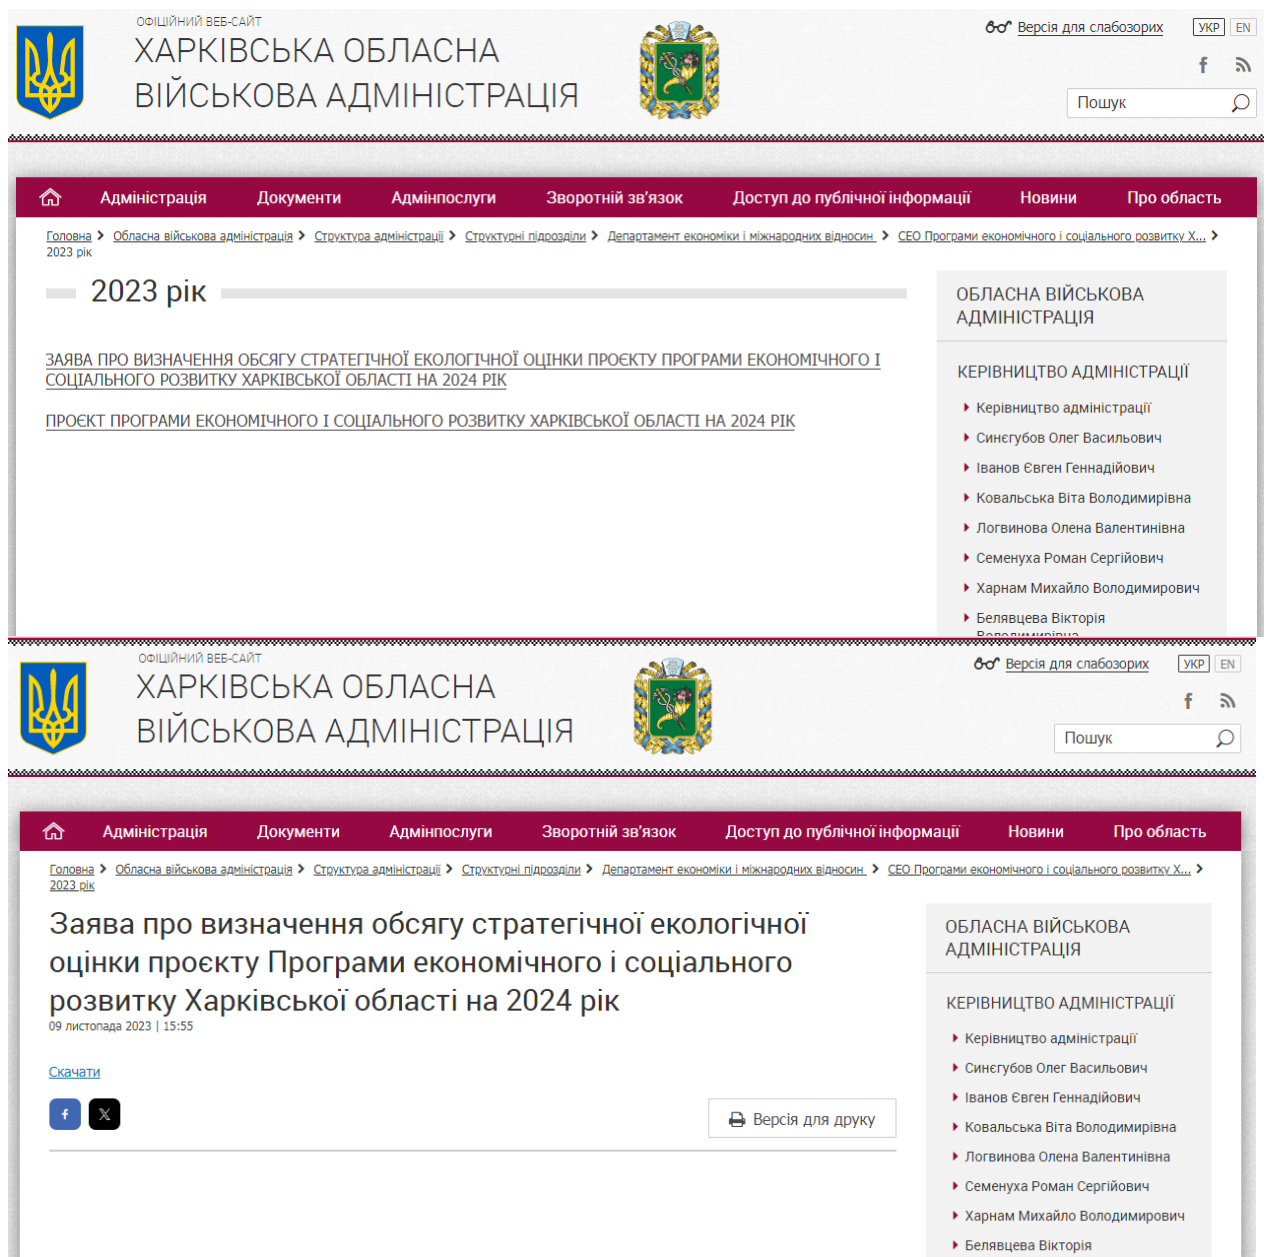 ОФІЦІЙНИЙ ВЕБ-САЙТ
ХАРКІВСЬКА ОБЛАСНА
ВІЙСЬКОВА АДМІНІСТРАЦІЯ
Версія для слабозорих
УКР EN
Пошук
Адміністрація Документи Адмінпослуги Зворотній зв'язок Доступ до публічної інформації Новини Про область
Головна > Обласна військова адміністрація > Структура адміністрації > Структурні підрозділи > Департамент економіки і міжнародних відносин > СЕО Програми економічного і соціального розвитку Х... >
2023 рік
2023 рік
ЗАЯВА ПРО ВИЗНАЧЕННЯ ОБСЯГУ СТРАТЕГІЧНОЇ ЕКОЛОГІЧНОЇ ОЦІНКИ ПРОЄКТУ ПРОГРАМИ ЕКОНОМІЧНОГО І
СОЦІАЛЬНОГО РОЗВИТКУ ХАРКІВСЬКОЇ ОБЛАСТІ НА 2024 РІК
ПРОЄКТ ПРОГРАМИ ЕКОНОМІЧНОГО І СОЦІАЛЬНОГО РОЗВИТКУ ХАРКІВСЬКОЇ ОБЛАСТІ НА 2024 РІК
ОБЛАСНА ВІЙСЬКОВА
АДМІНІСТРАЦІЯ
КЕРІВНИЦТВО АДМІНІСТРАЦІЇ
Керівництво адміністрації
Синєгубов Олег Васильович
Іванов Євген Геннадійович
Ковальська Віта Володимирівна
Логвинова Олена Валентинівна
Семенуха Роман Сергійович
Харнам Михайло Володимирович
Белявцева Вікторія
Володимирівна
ОФІЦІЙНИЙ ВЕБ-САЙТ
ХАРКІВСЬКА ОБЛАСНА
ВІЙСЬКОВА АДМІНІСТРАЦІЯ
Версія для слабозорих
УКР EN
Пошук
Адміністрація Документи Адмінпослуги Зворотній зв'язок Доступ до публічної інформації Новини Про область
Головна > Обласна військова адміністрація > Структура адміністрації > Структурні підрозділи > Департамент економіки і міжнародних відносин > СЕО Програми економічного і соціального розвитку Х... >
2023 рік
Заява про визначення обсягу стратегічної екологічної
оцінки проєкту Програми економічного і соціального
розвитку Харківської області на 2024 рік
09 листопада 2023 | 15:55
Скачати
Версія для друку
ОБЛАСНА ВІЙСЬКОВА
АДМІНІСТРАЦІЯ
КЕРІВНИЦТВО АДМІНІСТРАЦІЇ
Керівництво адміністрації
Синєгубов Олег Васильович
Іванов Євген Геннадійович
Ковальська Віта Володимирівна
Логвинова Олена Валентинівна
Семенуха Роман Сергійович
Харнам Михайло Володимирович
Белявцева Вікторія